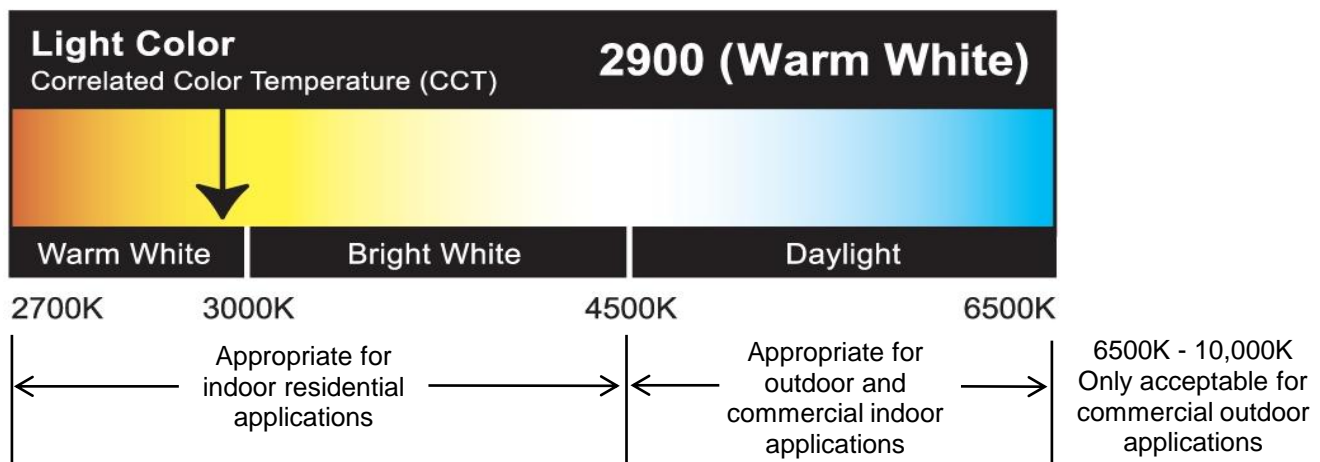 Light Color
Correlated Color Temperature (CCT)
2900 (Warm White)
Warm White
Bright White
Daylight
2700K
3000K
4500K
6500K
Appropriate for
indoor residential
applications
Appropriate for
outdoor and
commercial indoor
applications
6500K - 10,000K
Only acceptable for
commercial outdoor
applications